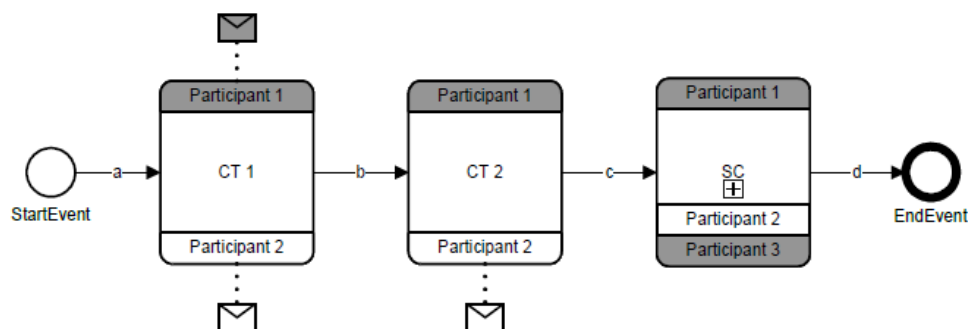 Participant 1
Participant 1
Participant 1
StartEvent
a
CT 1
b
CT 2
c
SC
d
EndEvent
Participant 2
Participant 2
Participant 2
Participant 3